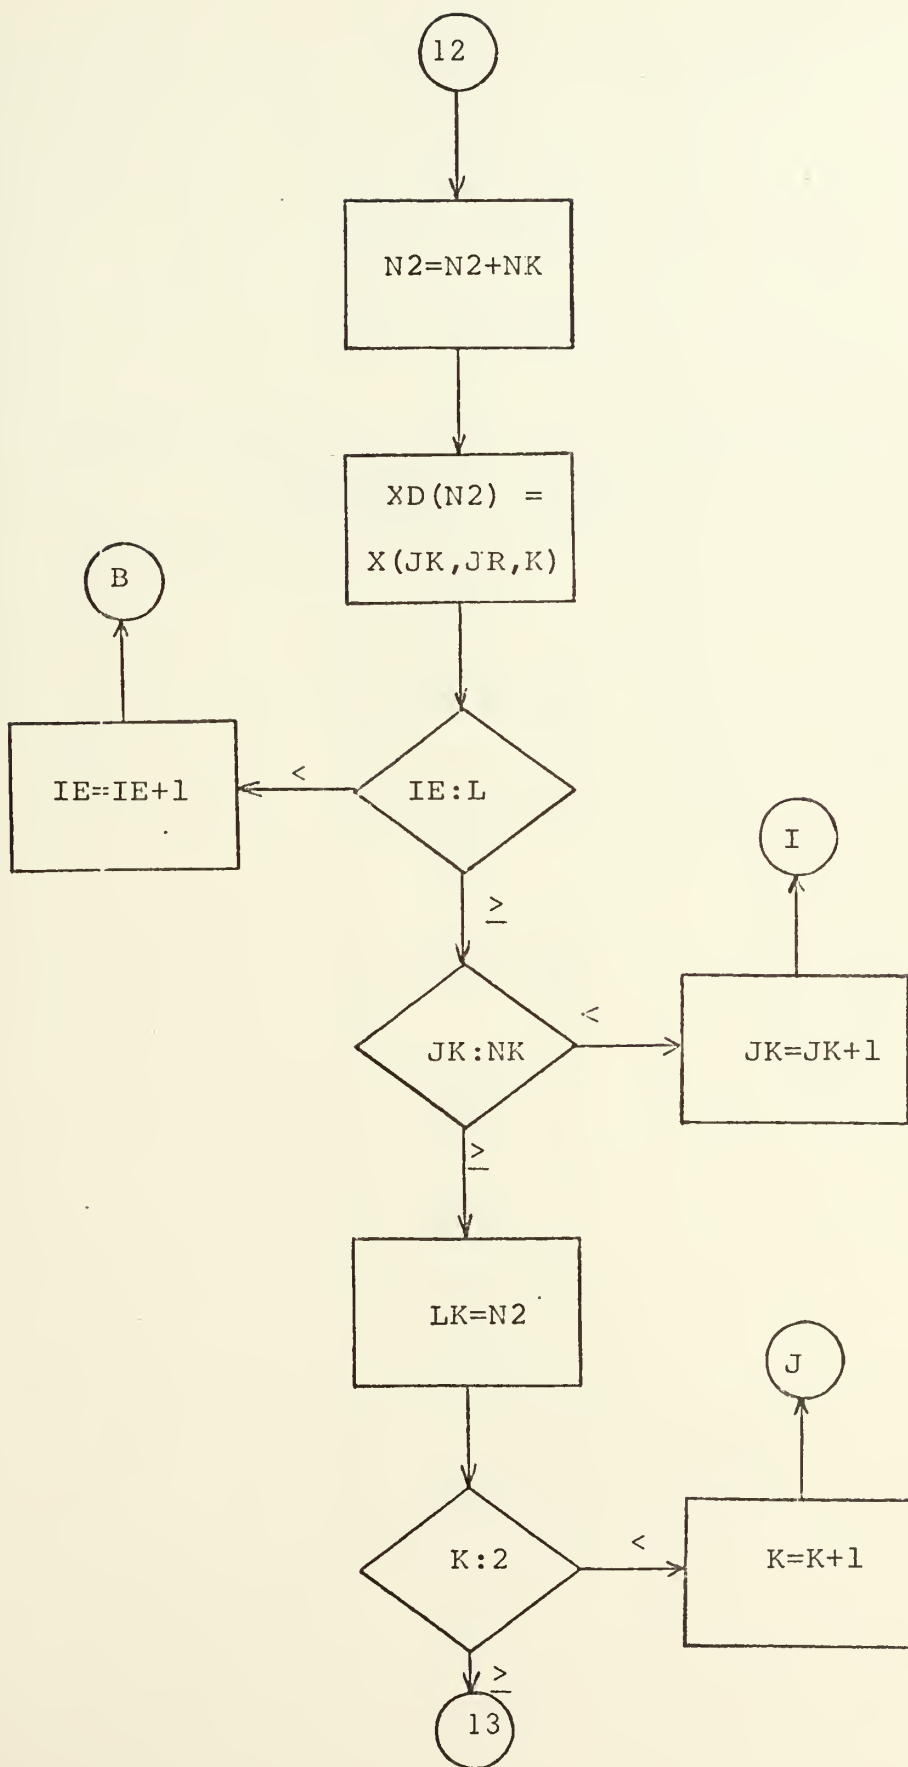 12
N2=N2+NK
XD(N2) =
X(JK,JR,K)
B
IE=IE+1
<
IE:L
≥
I
JK:NK
<
JK=JK+1
≥
LK=N2
J
K:2
<
K=K+1
≥
13